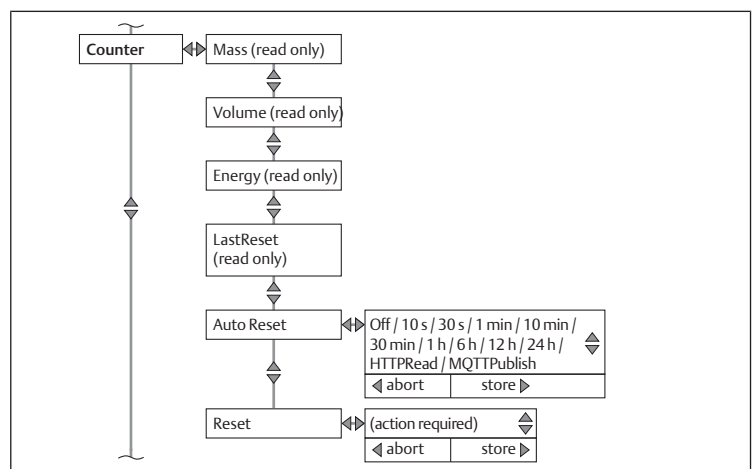 Counter
Mass (read only)
Volume (read only)
Energy (read only)
LastReset
(read only)
Auto Reset
Off / 10 s / 30 s / 1 min / 10 min /
30 min / 1 h / 6 h / 12 h / 24 h /
HTTPRead / MQTTPublish
abort store
Reset
(action required)
abort store